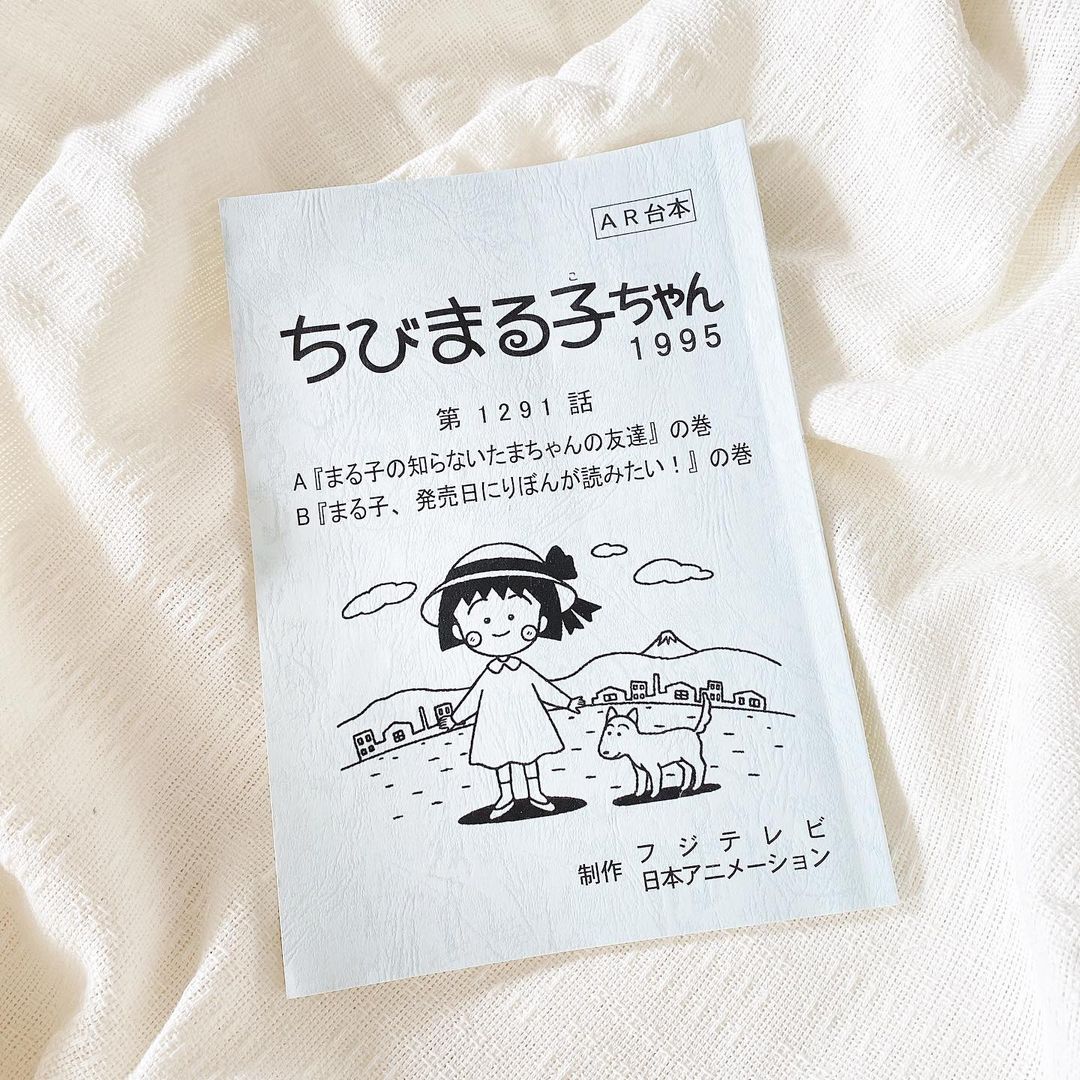 AR台本
ちびまる子ちゃん
こ
1995
第 1291 話
A『まる子の知らないたまちゃんの友達』の巻
B『まる子、発売日にりぼんが読みたい！』の巻
制作 フジテレビ
日本アニメーション